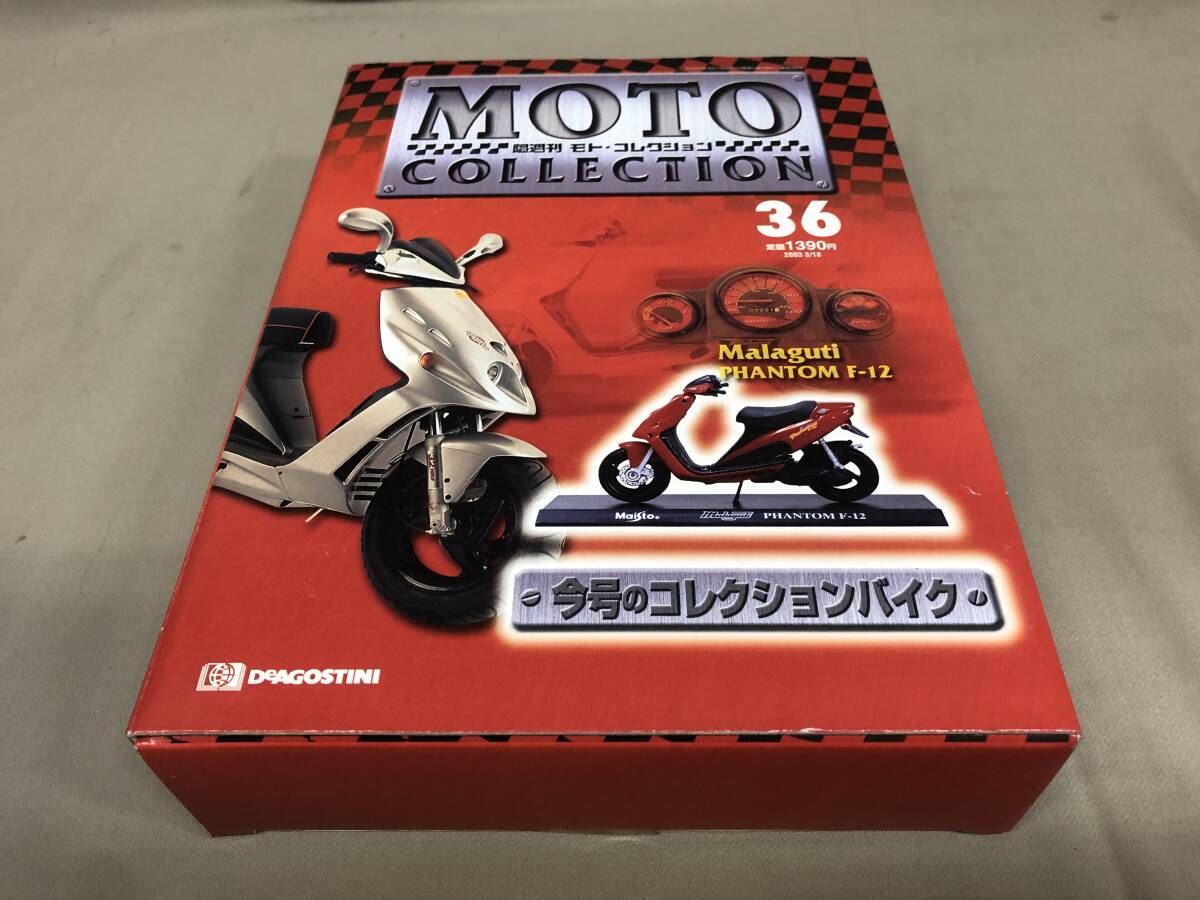 MOTO
隔週刊 モト・コレクション
COLLECTION
36
定価1390円
2003 3/18
Malaguti
PHANTOM F-12
Maisto® Malaguti PHANTOM F-12
今号のコレクションバイク
DeAGOSTINI